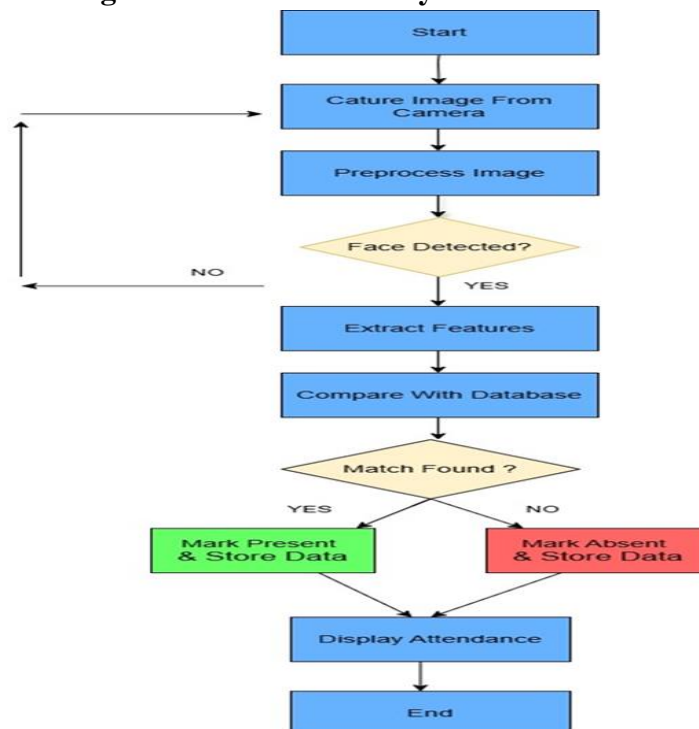 Start
Cature Image From
Camera
Preprocess Image
Face Detected?
NO
YES
Extract Features
Compare With Database
Match Found ?
YES
NO
Mark Present
& Store Data
Mark Absent
& Store Data
Display Attendance
End